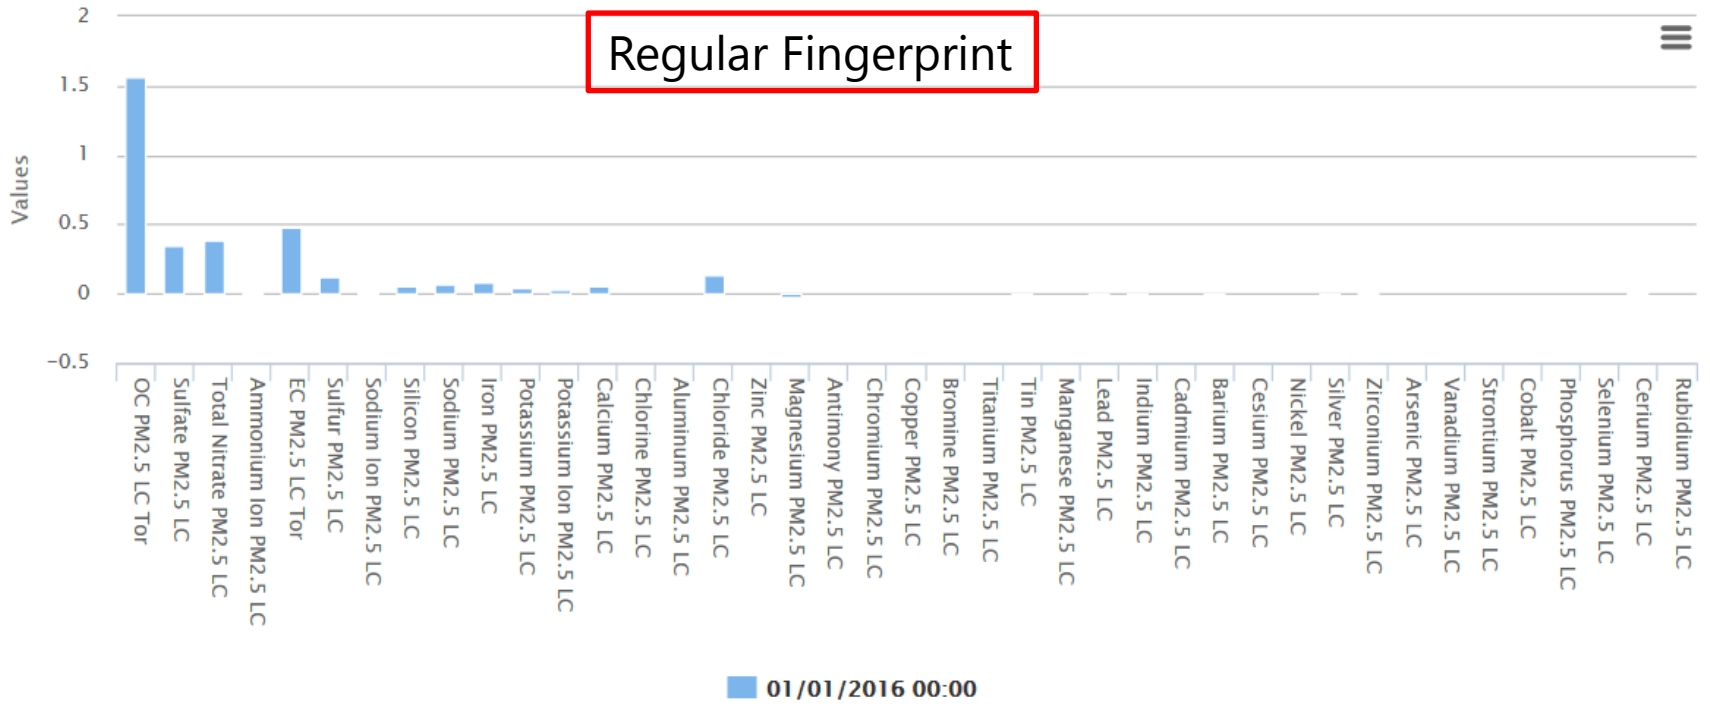 Regular Fingerprint
Values
2
1.5
1
0.5
0
−0.5
OC PM2.5 LC Tor
Sulfate PM2.5 LC
Total Nitrate PM2.5 LC
Ammonium Ion PM2.5 LC
EC PM2.5 LC Tor
Sulfur PM2.5 LC
Sodium Ion PM2.5 LC
Silicon PM2.5 LC
Sodium PM2.5 LC
Iron PM2.5 LC
Potassium PM2.5 LC
Potassium Ion PM2.5 LC
Calcium PM2.5 LC
Chlorine PM2.5 LC
Aluminum PM2.5 LC
Chloride PM2.5 LC
Zinc PM2.5 LC
Magnesium PM2.5 LC
Antimony PM2.5 LC
Chromium PM2.5 LC
Copper PM2.5 LC
Bromine PM2.5 LC
Titanium PM2.5 LC
Tin PM2.5 LC
Manganese PM2.5 LC
Lead PM2.5 LC
Indium PM2.5 LC
Cadmium PM2.5 LC
Barium PM2.5 LC
Cesium PM2.5 LC
Nickel PM2.5 LC
Silver PM2.5 LC
Zirconium PM2.5 LC
Arsenic PM2.5 LC
Vanadium PM2.5 LC
Strontium PM2.5 LC
Cobalt PM2.5 LC
Phosphorus PM2.5 LC
Selenium PM2.5 LC
Cerium PM2.5 LC
Rubidium PM2.5 LC
01/01/2016 00:00